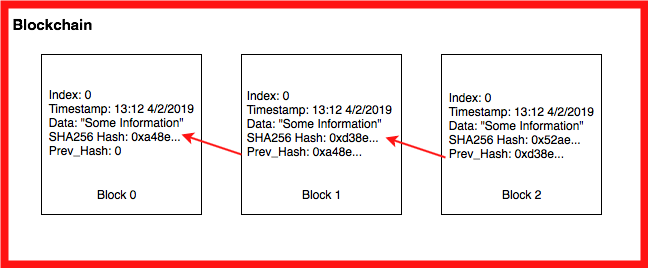 Blockchain
Index: 0
Timestamp: 13:12 4/2/2019
Data: "Some Information"
SHA256 Hash: 0xa48e...
Prev_Hash: 0
Block 0
Index: 0
Timestamp: 13:12 4/2/2019
Data: "Some Information"
SHA256 Hash: 0xd38e...
Prev_Hash: 0xa48e...
Block 1
Index: 0
Timestamp: 13:12 4/2/2019
Data: "Some Information"
SHA256 Hash: 0x52ae...
Prev_Hash: 0xd38e...
Block 2